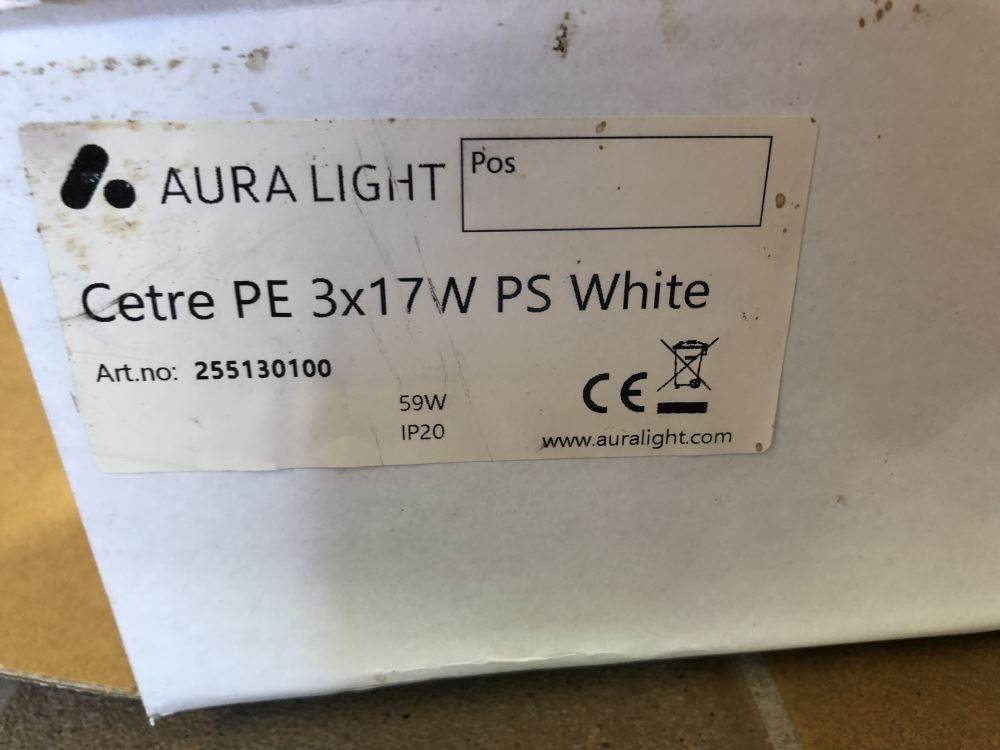 AURA LIGHT
Pos
Cetre PE 3x17W PS White
Art.no: 255130100
59W
IP20
CE
www.auralight.com